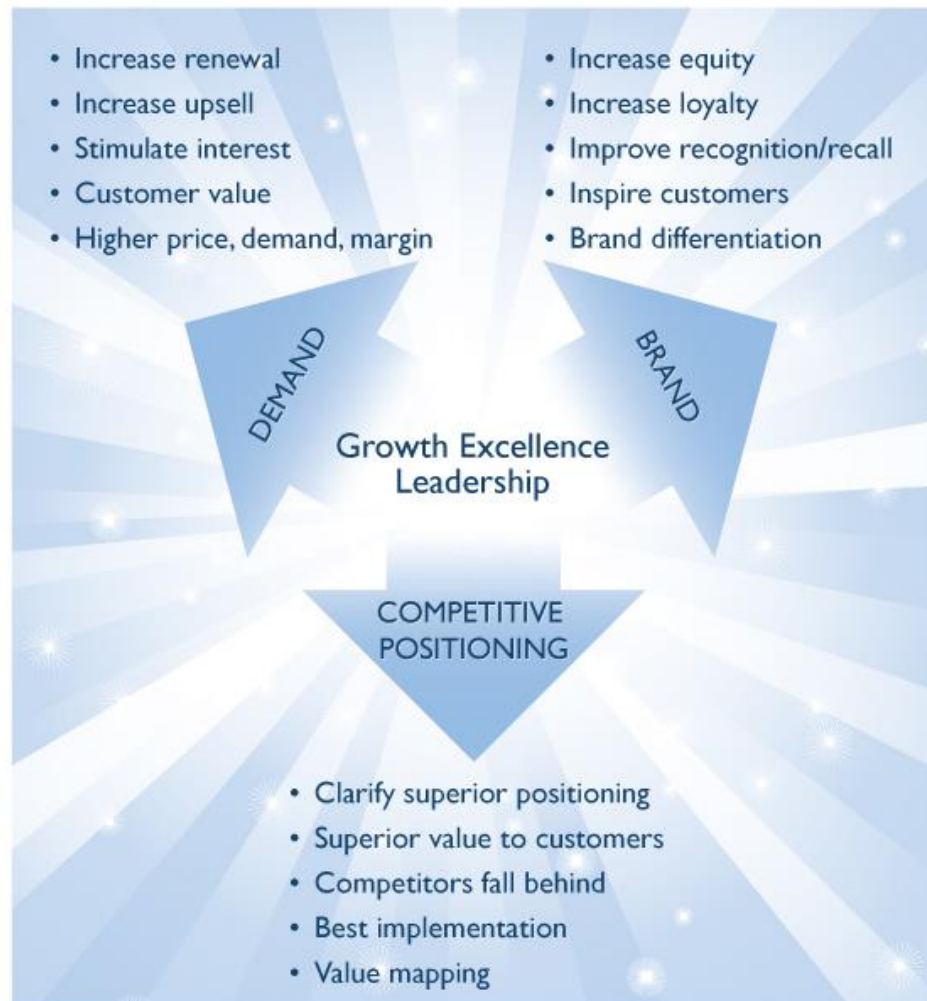 • Increase renewal
• Increase upsell
• Stimulate interest
• Customer value
• Higher price, demand, margin
• Increase equity
• Increase loyalty
• Improve recognition/recall
• Inspire customers
• Brand differentiation
DEMAND
BRAND
Growth Excellence
Leadership
COMPETITIVE
POSITIONING
• Clarify superior positioning
• Superior value to customers
• Competitors fall behind
• Best implementation
• Value mapping